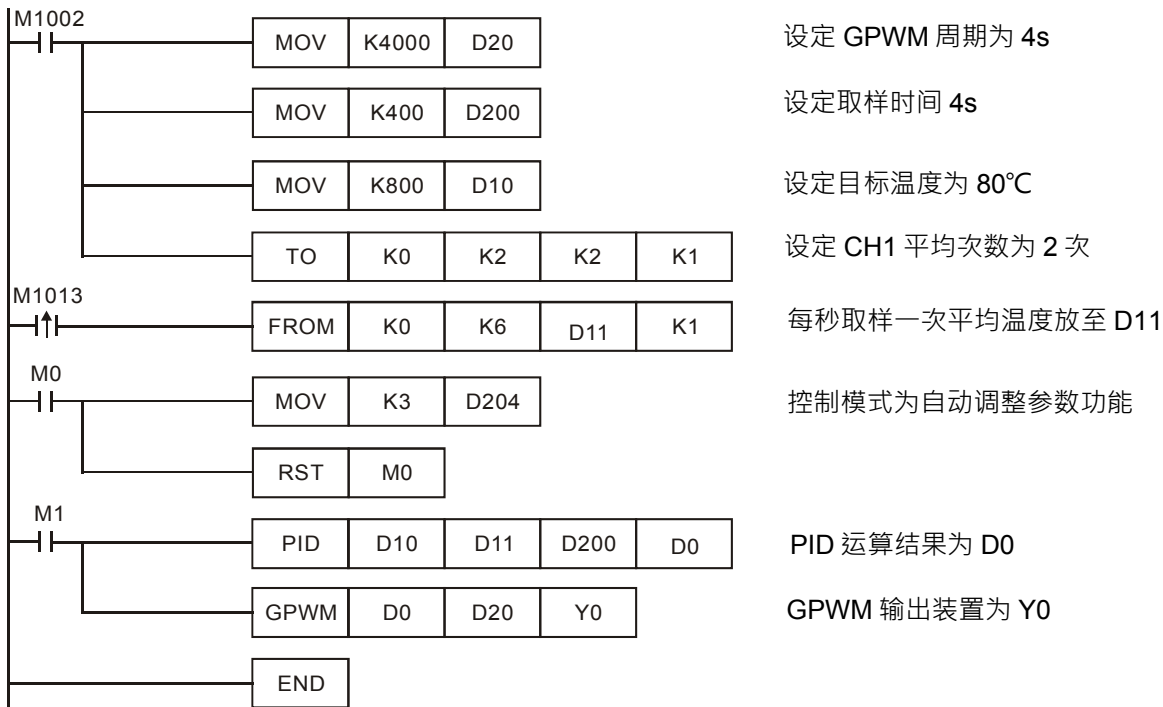 M1002
MOV K4000 D20 设定 GPWM 周期为 4s
MOV K400 D200 设定取样时间 4s
MOV K800 D10 设定目标温度为 80℃
TO K0 K2 K2 K1 设定 CH1 平均次数为 2 次
M1013
FROM K0 K6 D11 K1 每秒取样一次平均温度放至 D11
M0
MOV K3 D204 控制模式为自动调整参数功能
RST M0
M1
PID D10 D11 D200 D0 PID 运算结果为 D0
GPWM D0 D20 Y0 GPWM 输出装置为 Y0
END